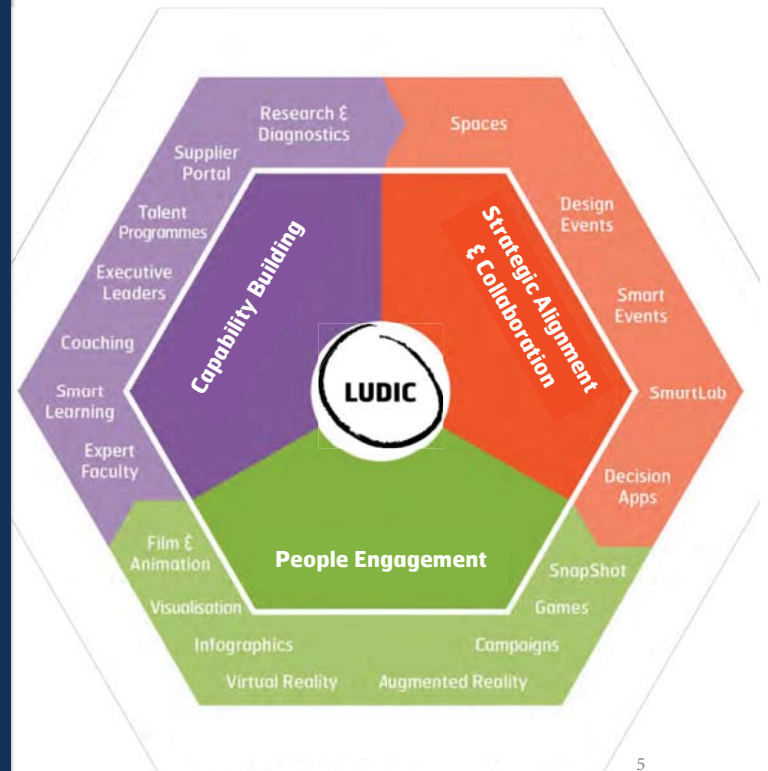 Research &
Diagnostics
Supplier
Portal
Talent
Programmes
Executive
Leaders
Coaching
Smart
Learning
Expert
Faculty
Capability Building
Spaces
Design
Events
Smart
Events
SmartLab
Decision
Apps
Strategic Alignment
& Collaboration
LUDIC
People Engagement
Film &
Animation
Visualisation
Infographics
Virtual Reality
Augmented Reality
Campaigns
Games
SnapShot
5